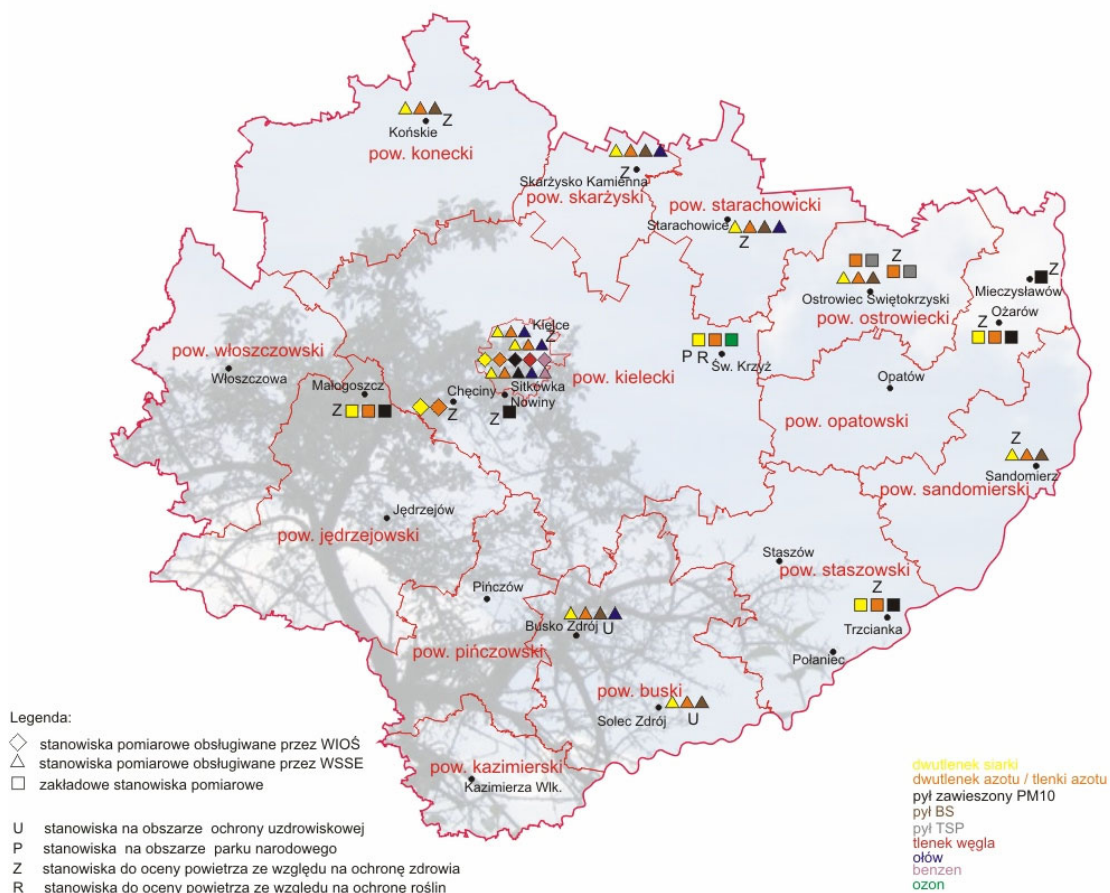 Z
Końskie
pow. konecki
Skarżysko Kamienna
Z
pow. skarżyski
pow. starachowicki
Starachowice
Z
Z
Ostrowiec Świętokrzyski
pow. ostrowiecki
Z
Mieczysławów
Ożarów
Z
Kielce
Z
pow. włoszczowski
Włoszczowa
Małogoszcz
Z
Chęciny
Z
Sitkówka
Nowiny
Z
pow. kielecki
P R
Św. Krzyż
Opatów
pow. opatowski
Z
Sandomierz
pow. sandomierski
Jędrzejów
pow. jędrzejowski
Staszów
pow. staszowski
Z
Trzcianka
Połaniec
Pińczów
pow. pińczowski
Busko Zdrój
U
pow. buski
Solec Zdrój
U
pow. kazimierski
Kazimierza Wlk.
Legenda:
stanowiska pomiarowe obsługiwane przez WIOŚ
stanowiska pomiarowe obsługiwane przez WSSE
zakładowe stanowiska pomiarowe
U stanowiska na obszarze ochrony uzdrowiskowej
P stanowiska na obszarze parku narodowego
Z stanowiska do oceny powietrza ze względu na ochronę zdrowia
R stanowiska do oceny powietrza ze względu na ochronę roślin
dwutlenek siarki
dwutlenek azotu / tlenki azotu
pył zawieszony PM10
pył BS
pył TSP
tlenek węgla
ołów
benzen
ozon